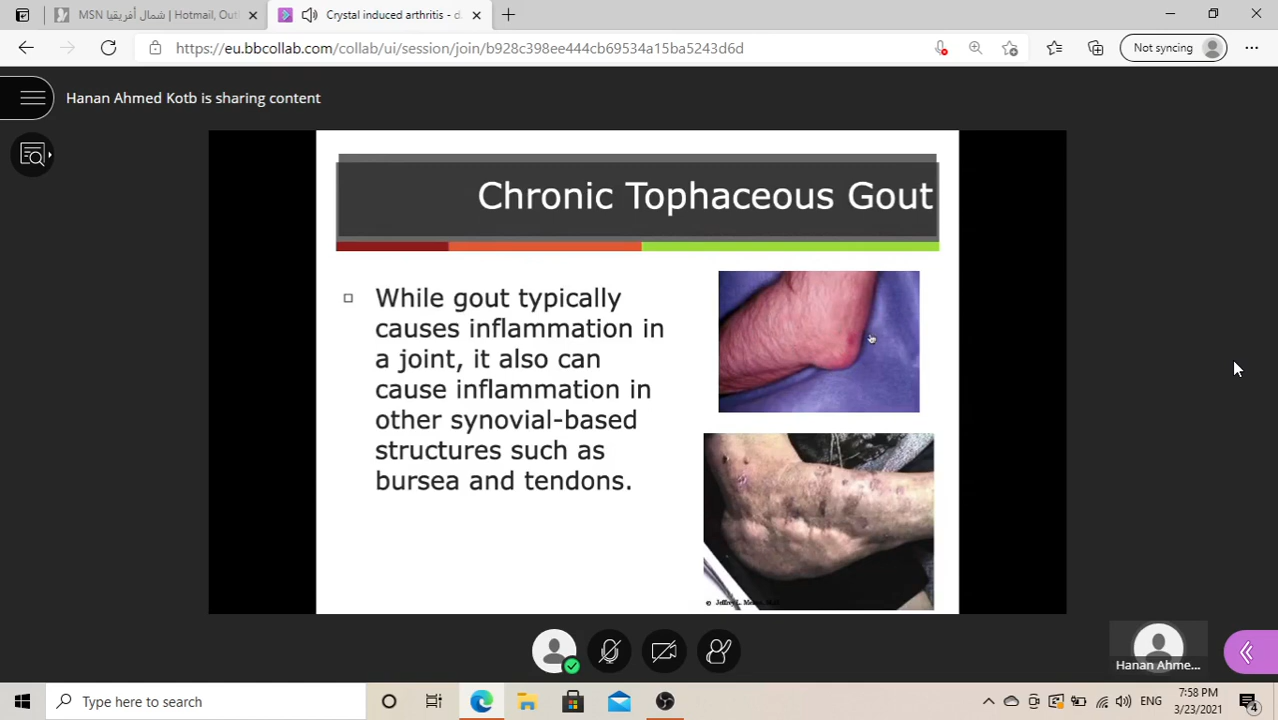 MSN شمال أفريقيا | Hotmail, Outl
Crystal induced arthritis - d
https://eu.bbcollab.com/collab/ui/session/join/b928c398ee444cb69534a15ba5243d6d
Not syncing
Hanan Ahmed Kotb is sharing content
Chronic Tophaceous Gout
While gout typically
causes inflammation in
a joint, it also can
cause inflammation in
other synovial-based
structures such as
bursea and tendons.
© Jeffrey L.
Hanan Ahme...
Type here to search
ENG
7:58 PM
3/23/2021
4